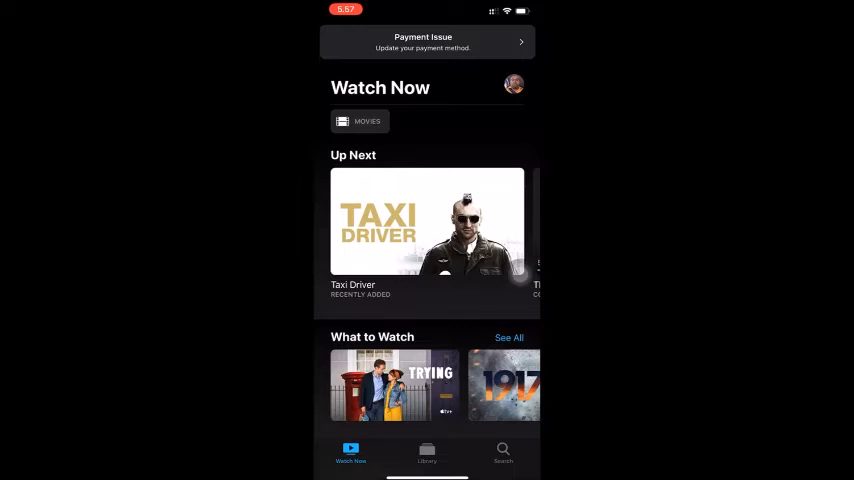 5.57
Payment Issue
Update your payment method.
Watch Now
MOVIES
Up Next
TAXI
DRIVER
Taxi Driver
RECENTLY ADDED
What to Watch
See All
TRYING
tv+
1917
Watch Now
Library
Search